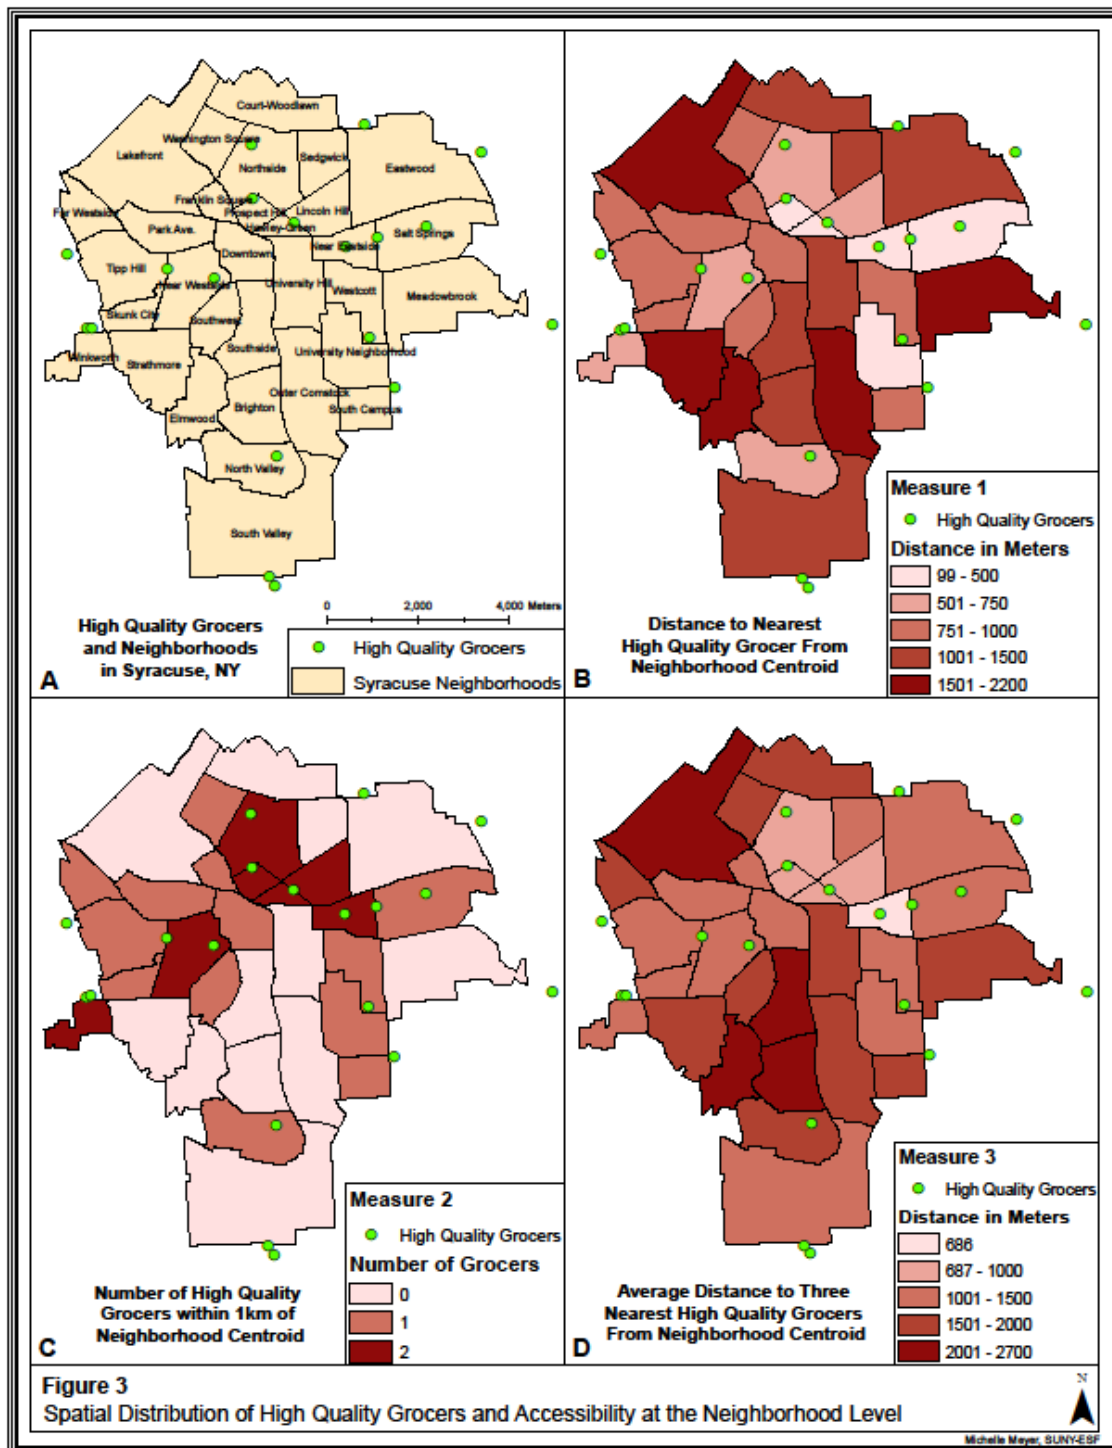 Court-Woodlawn
Washington Square
Lakefront
Sedgwick
Northside
Eastwood
Franklin Square
Far Westside
Prospect Hill
Lincoln Hill
Hawley-Green
Park Ave.
Near Eastside
Salt Springs
Downtown
Tipp Hill
Near Westside
University Hill
Westcott
Meadowbrook
Skunk City
Southwest
Winkworth
Strathmore
Southside
University Neighborhood
Outer Comstock
Brighton
South Campus
Elmwood
North Valley
South Valley
0 2,000 4,000 Meters
High Quality Grocers
and Neighborhoods
in Syracuse, NY
High Quality Grocers
Syracuse Neighborhoods
A
Measure 1
High Quality Grocers
Distance in Meters
99 - 500
501 - 750
751 - 1000
1001 - 1500
1501 - 2200
Distance to Nearest
High Quality Grocer From
Neighborhood Centroid
B
Measure 2
High Quality Grocers
Number of Grocers
0
1
2
Number of High Quality
Grocers within 1km of
Neighborhood Centroid
C
Measure 3
High Quality Grocers
Distance in Meters
686
687 - 1000
1001 - 1500
1501 - 2000
2001 - 2700
Average Distance to Three
Nearest High Quality Grocers
From Neighborhood Centroid
D
Figure 3
Spatial Distribution of High Quality Grocers and Accessibility at the Neighborhood Level
N
Michelle Meyer, SUNY-ESF